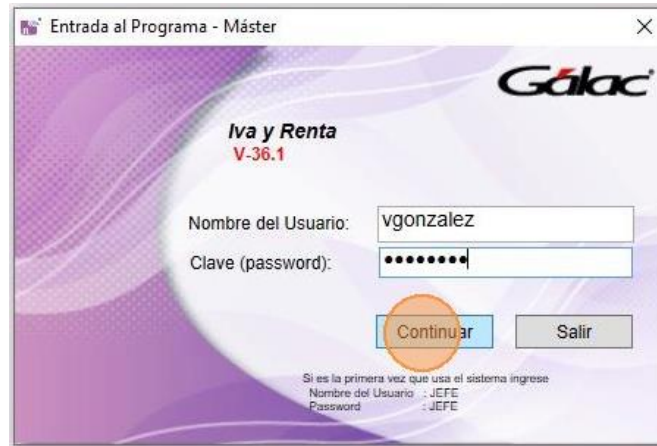 Entrada al Programa - Máster
Gálac
Iva y Renta
V-36.1
Nombre del Usuario: vgonzalez
Clave (password): ••••••••
Continuar Salir
Si es la primera vez que usa el sistema ingrese
Nombre del Usuario : JEFE
Password : JEFE